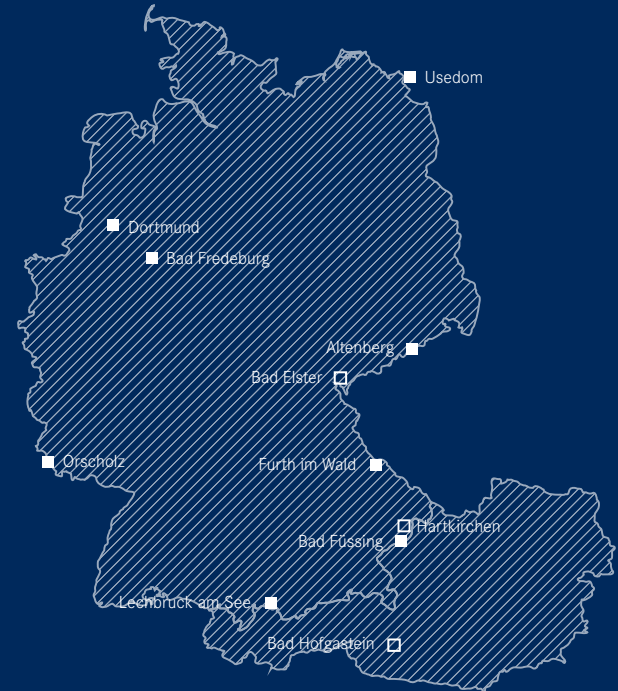 Usedom
Dortmund
Bad Fredeburg
Altenberg
Bad Elster
Orscholz
Furth im Wald
Hartkirchen
Bad Füssing
Lechbruck am See
Bad Hofgastein